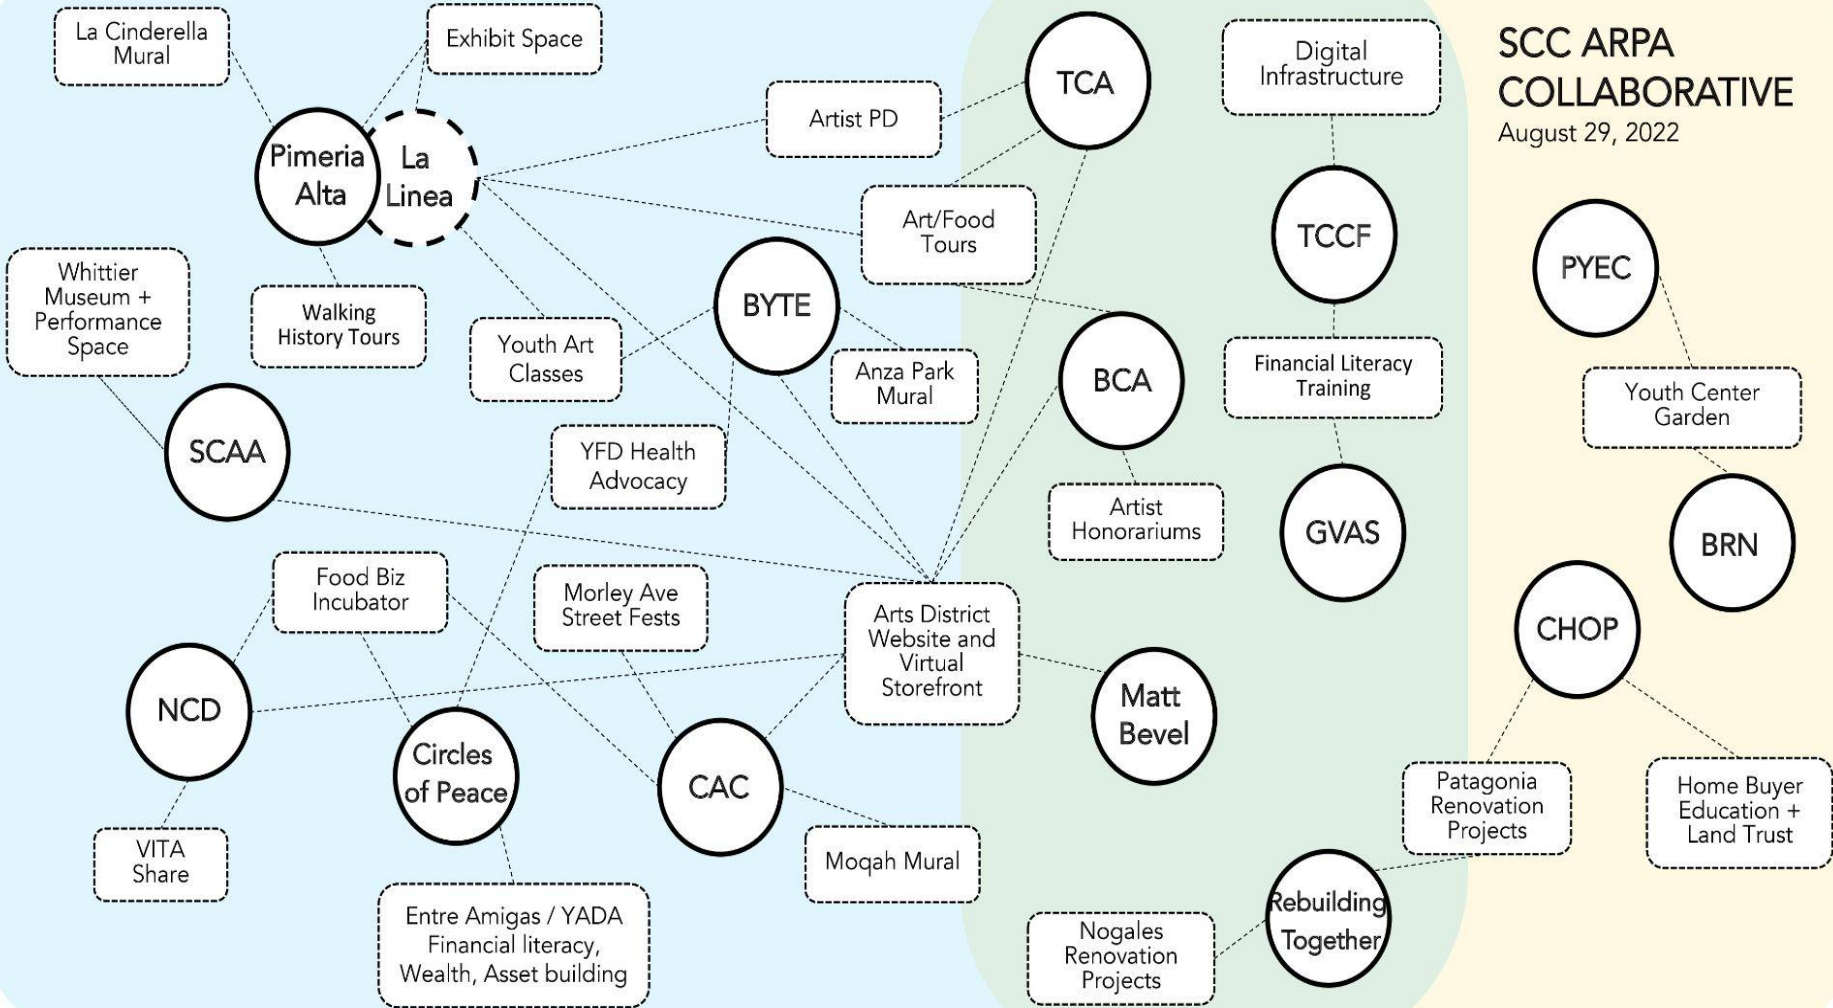 La Cinderella
Mural
Exhibit Space
TCA
Digital
Infrastructure
SCC ARPA
COLLABORATIVE
August 29, 2022
Artist PD
Pimeria
Alta
La
Linea
Art/Food
Tours
TCCF
PYEC
Whittier
Museum +
Performance
Space
Walking
History Tours
Youth Art
Classes
BYTE
Anza Park
Mural
BCA
Financial Literacy
Training
Youth Center
Garden
SCAA
YFD Health
Advocacy
Artist
Honorariums
GVAS
BRN
Food Biz
Incubator
Morley Ave
Street Fests
Arts District
Website and
Virtual
Storefront
CHOP
NCD
Circles
of Peace
CAC
Matt
Bevel
Patagonia
Renovation
Projects
Home Buyer
Education +
Land Trust
VITA
Share
Moqah Mural
Entre Amigas / YADA
Financial literacy,
Wealth, Asset building
Nogales
Renovation
Projects
Rebuilding
Together